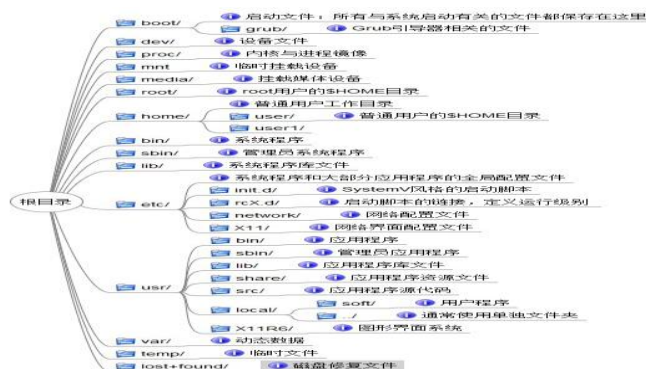 boot/ 启动文件：所有与系统启动有关的文件都保存在这里
grub/ Grub引导器相关的文件
dev/ 设备文件
proc/ 内核与进程镜像
mnt 临时挂载设备
media/ 挂载媒体设备
root/ root用户的$HOME目录
home/ 普通用户工作目录
user/ 普通用户的$HOME目录
user1/
bin/ 系统程序
sbin/ 管理员系统程序
lib/ 系统程序库文件
根目录
etc/ 系统程序和大部分应用程序的全局配置文件
init.d/ SystemV风格的启动脚本
rcX.d/ 启动脚本的链接，定义运行级别
network/ 网络配置文件
X11/ 网络界面配置文件
usr/
bin/ 应用程序
sbin/ 管理员应用程序
lib/ 应用程序库文件
share/ 应用程序资源文件
src/ 应用程序源代码
local/
soft/ 用户程序
../ 通常使用单独文件夹
X11R6/ 图形界面系统
var/ 动态数据
temp/ 临时文件
lost+found/ 磁盘修复文件